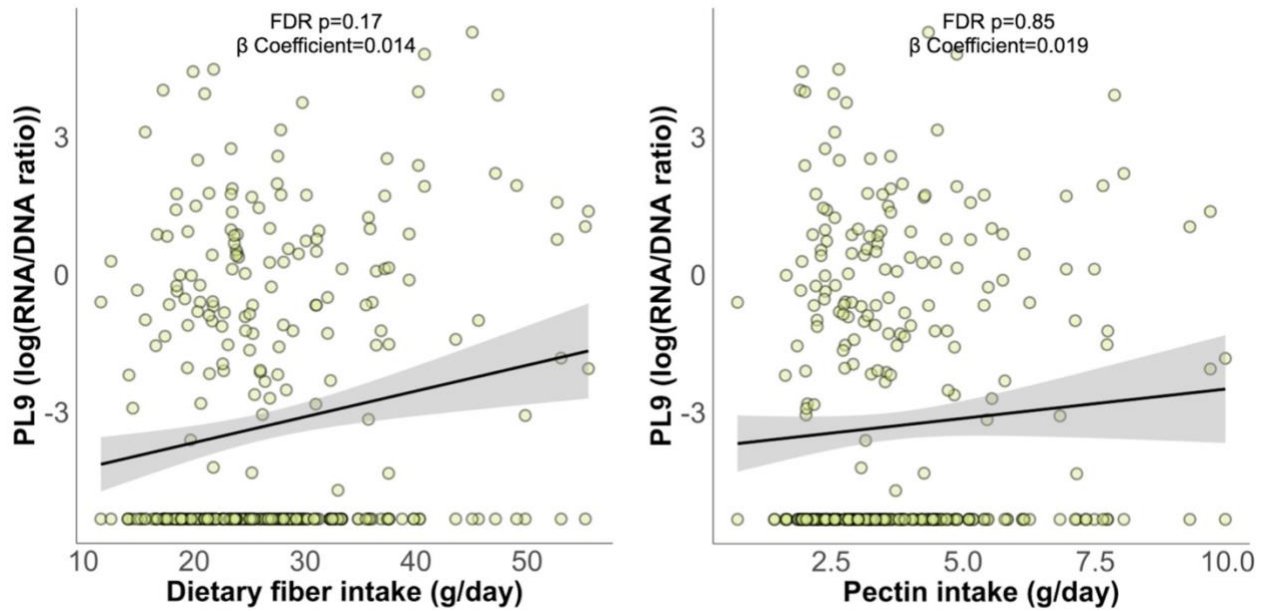 FDR p=0.17
β Coefficient=0.014
PL9 (log(RNA/DNA ratio))
3
0
-3
10 20 30 40 50
Dietary fiber intake (g/day)
FDR p=0.85
β Coefficient=0.019
PL9 (log(RNA/DNA ratio))
3
0
-3
2.5 5.0 7.5 10.0
Pectin intake (g/day)